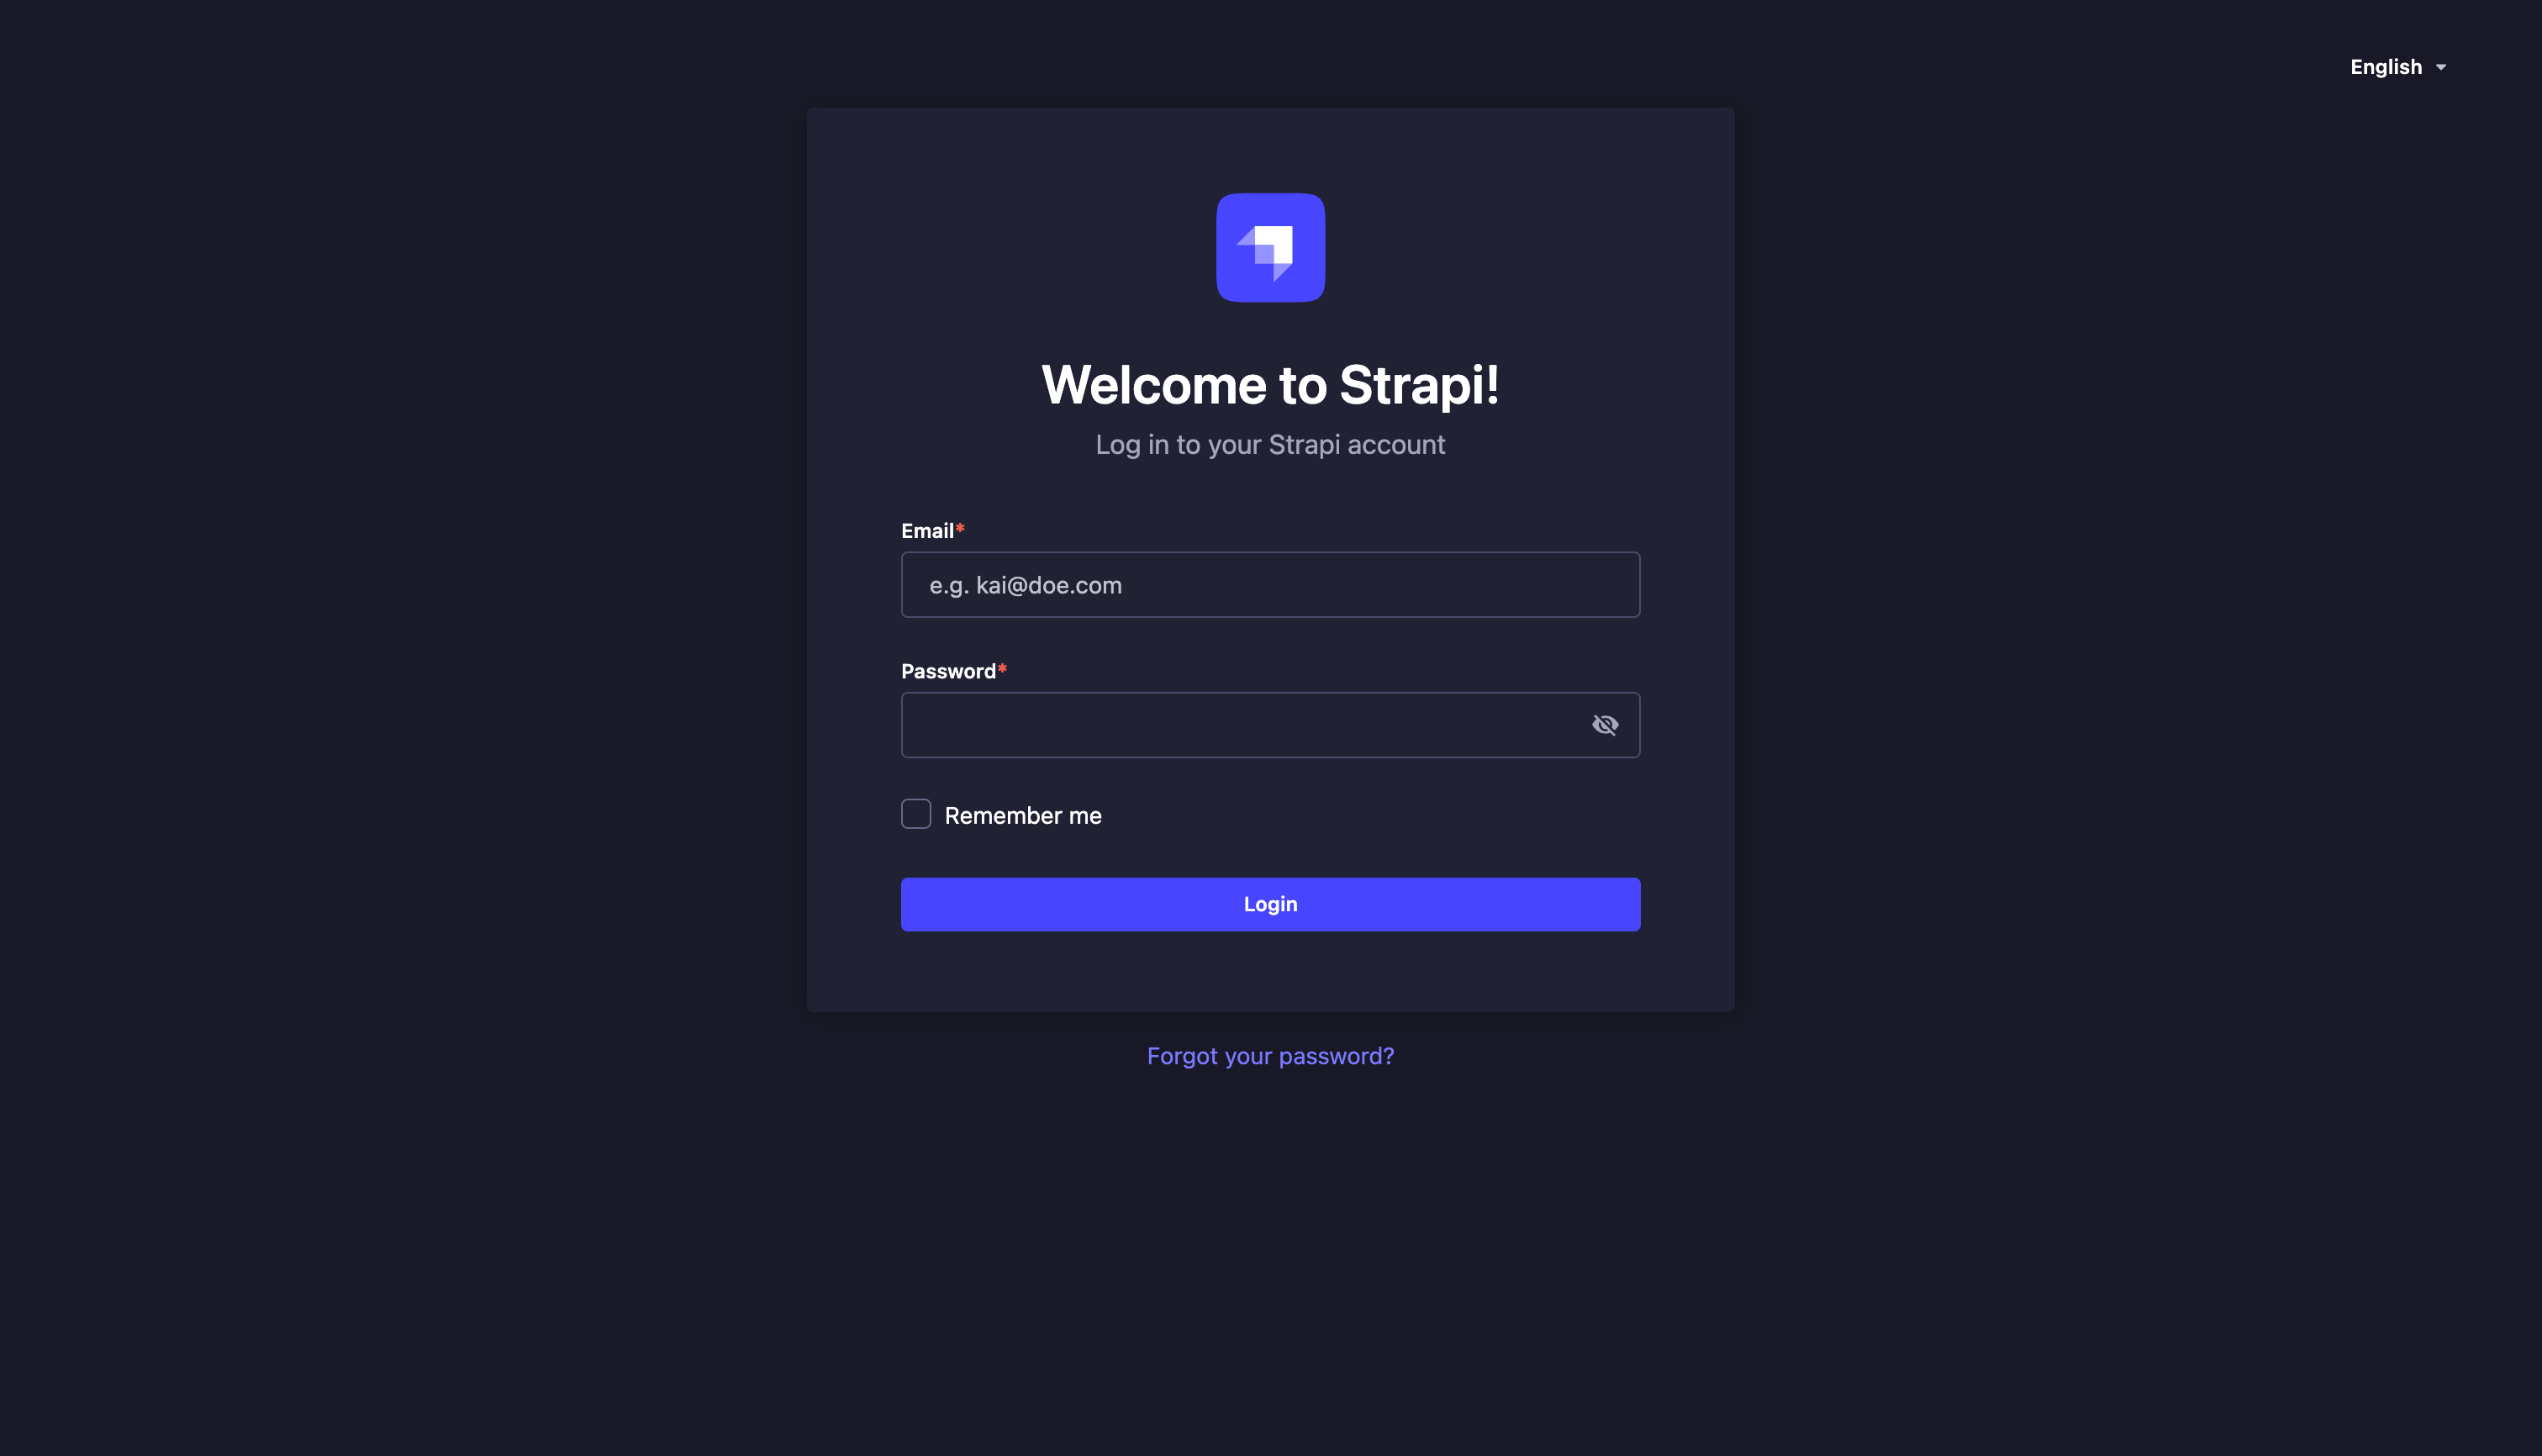 English
Welcome to Strapi!
Log in to your Strapi account
Email*
e.g. kai@doe.com
Password*
Remember me
Login
Forgot your password?